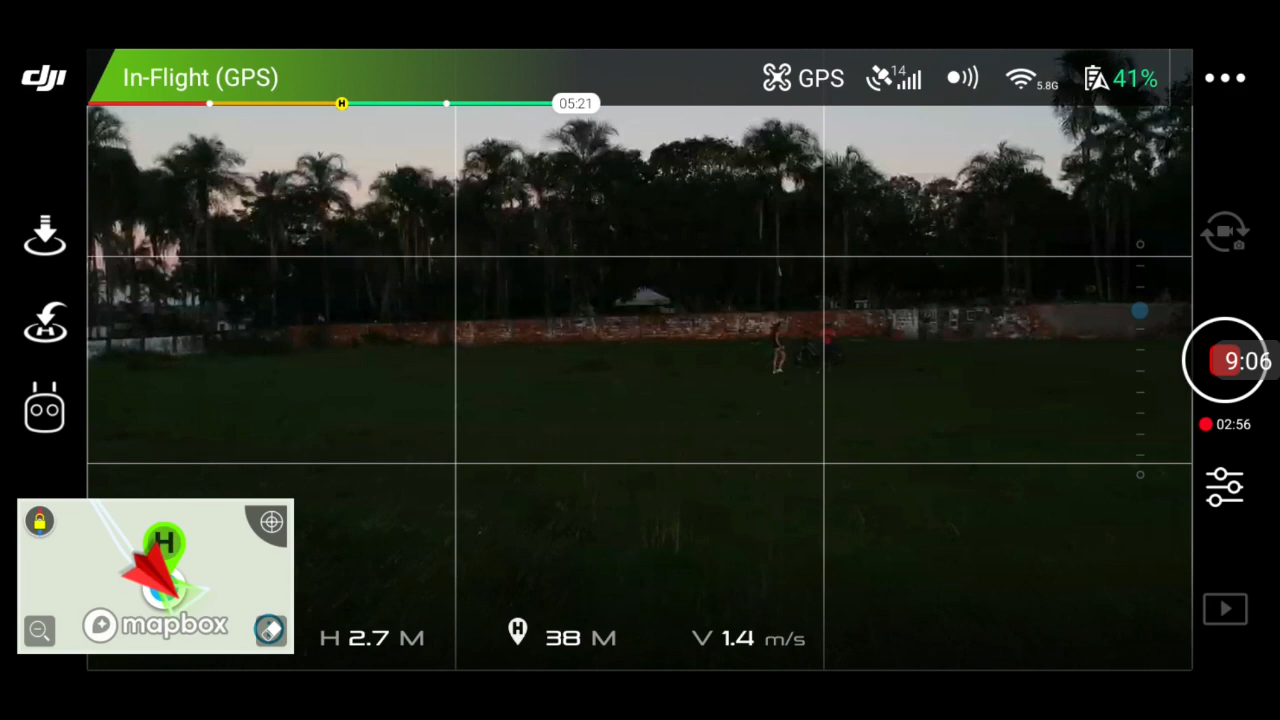 dji
In-Flight (GPS)
GPS
14
5.8G
41%
H
05:21
9:06
02:56
H
H
mapbox
H 2.7 M
H 38 M
V 1.4 m/s